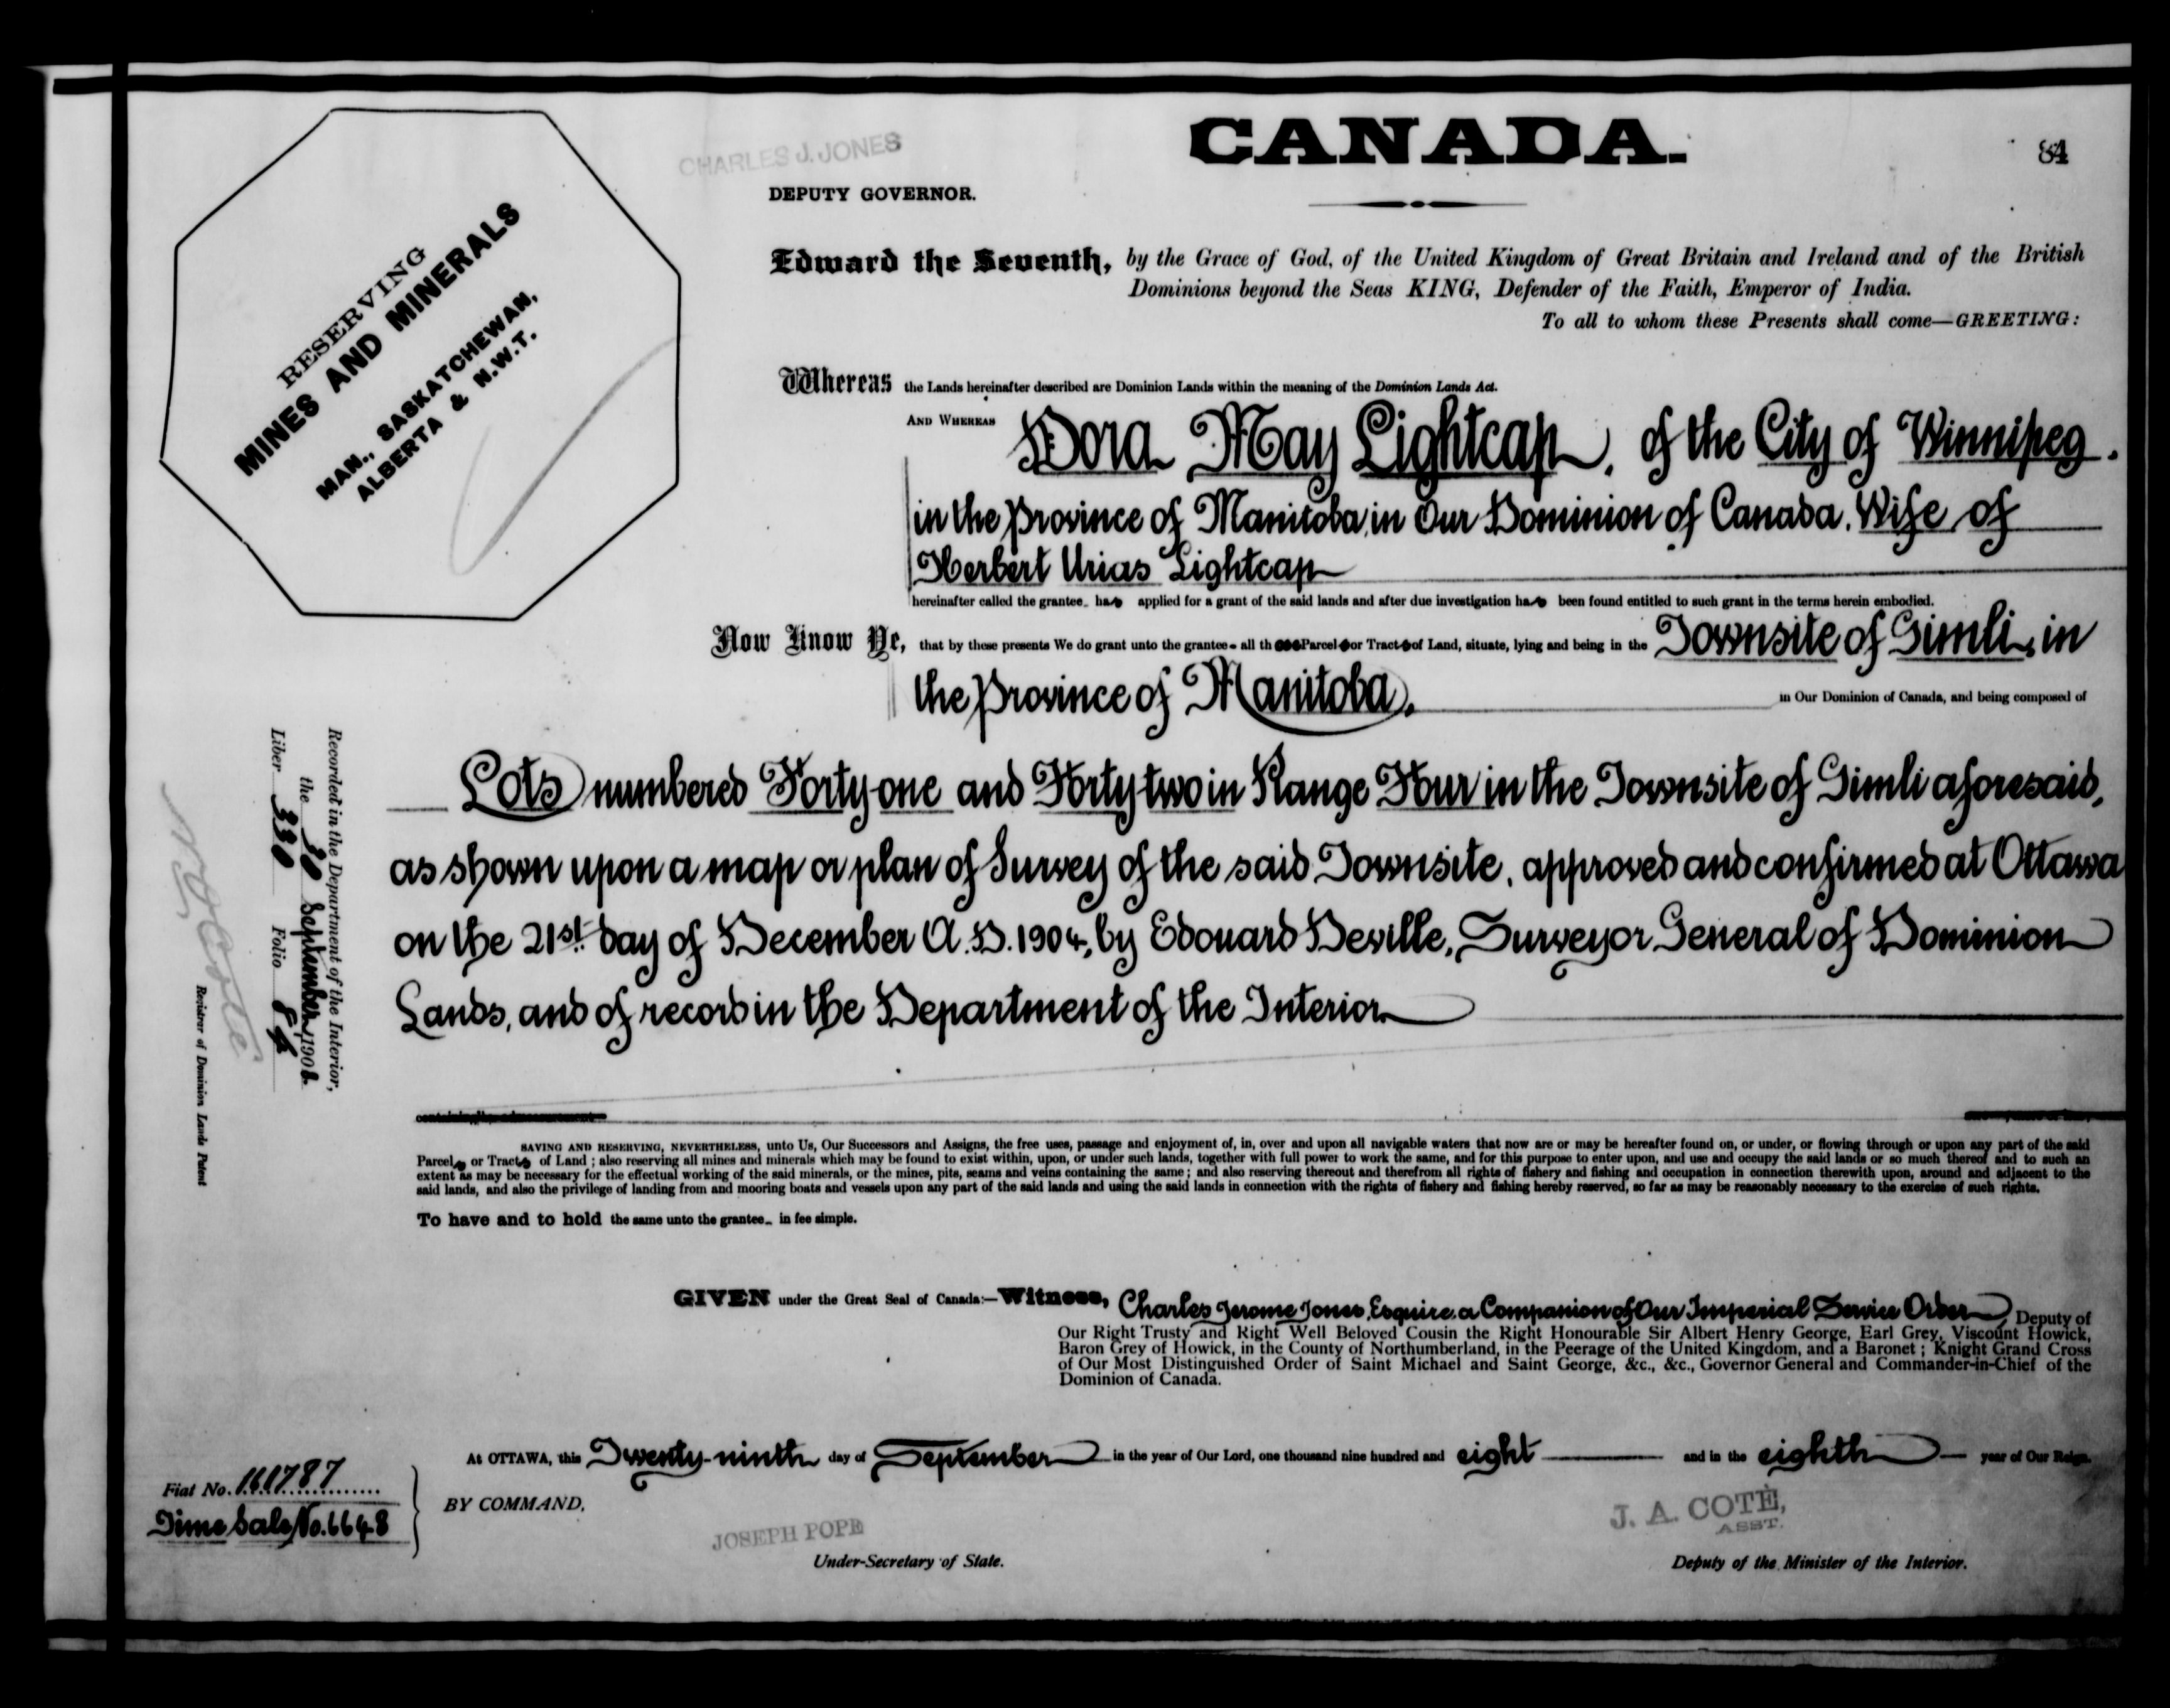 CANADA.
84
CHARLES J. JONES
DEPUTY GOVERNOR.
RESERVING
MINES AND MINERALS
MAN., SASKATCHEWAN,
ALBERTA & N.W.T.
Edward the Seventh, by the Grace of God, of the United Kingdom of Great Britain and Ireland and of the British
Dominions beyond the Seas KING, Defender of the Faith, Emperor of India.
To all to whom these Presents shall come—GREETING:
Whereas the Lands hereinafter described are Dominion Lands within the meaning of the Dominion Lands Act.
AND WHEREAS Dora May Lightcap, of the City of Winnipeg.
in the Province of Manitoba, in Our Dominion of Canada, Wife of
Herbert Urias Lightcap
hereinafter called the grantee has applied for a grant of the said lands and after due investigation has been found entitled to such grant in the terms herein embodied.
Now Know Ye, that by these presents We do grant unto the grantee all th Parcel or Tract of Land, situate, lying and being in the Townsite of Gimli, in
the Province of Manitoba, in Our Dominion of Canada, and being composed of
Lots numbered Forty-one and Forty-two in Range Four in the Townsite of Gimli aforesaid,
as shown upon a map or plan of Survey of the said Townsite, approved and confirmed at Ottawa
on the 21st day of December A.D. 1904, by Edouard Deville, Surveyor General of Dominion
Lands, and of record in the Department of the Interior
SAVING AND RESERVING, NEVERTHELESS, unto Us, Our Successors and Assigns, the free uses, passage and enjoyment of, in, over and upon all navigable waters that now are or may be hereafter found on, or under, or flowing through or upon any part of the said
Parcel or Tract of Land ; also reserving all mines and minerals which may be found to exist within, upon, or under such lands, together with full power to work the same, and for this purpose to enter upon, and use and occupy the said lands or so much thereof and to such an
extent as may be necessary for the effectual working of the said minerals, or the mines, pits, seams and veins containing the same ; and also reserving thereout and therefrom all rights of fishery and fishing and occupation in connection therewith upon, around and adjacent to the
said lands, and also the privilege of landing from and mooring boats and vessels upon any part of the said lands and using the said lands in connection with the rights of fishery and fishing hereby reserved, so far as may be reasonably necessary to the exercise of such rights.
To have and to hold the same unto the grantee in fee simple.
GIVEN under the Great Seal of Canada:—Witness, Charles Jerome Jones, Esquire, a Companion of Our Imperial Service Order, Deputy of
Our Right Trusty and Right Well Beloved Cousin the Right Honourable Sir Albert Henry George, Earl Grey, Viscount Howick,
Baron Grey of Howick, in the County of Northumberland, in the Peerage of the United Kingdom, and a Baronet ; Knight Grand Cross
of Our Most Distinguished Order of Saint Michael and Saint George, &c., &c., Governor General and Commander-in-Chief of the
Dominion of Canada.
At OTTAWA, this Twenty-ninth day of September in the year of Our Lord, one thousand nine hundred and eight and in the eighth year of Our Reign.
BY COMMAND,
JOSEPH POPE
Under-Secretary of State.
J. A. COTÈ,
ASST.
Deputy of the Minister of the Interior.
Fiat No. 161787
Time Sale No. 6648
Recorded in the Department of the Interior,
the 30 September 1908
Liber 330 Folio 84
N O Coté
Registrar of Dominion Lands Patent